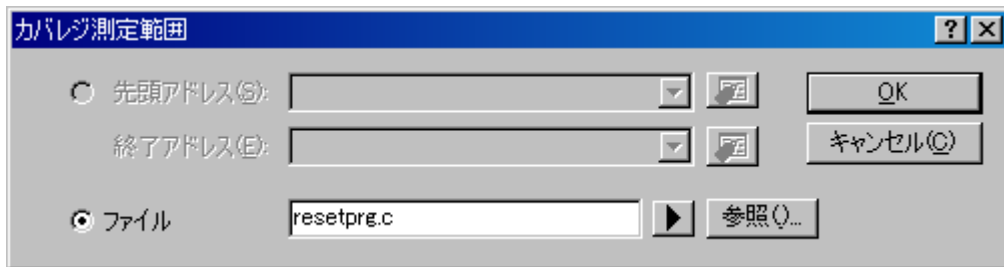 カバレジ測定範囲
先頭アドレス(S):
OK
終了アドレス(E):
キャンセル(C)
ファイル
resetprg.c
参照()...